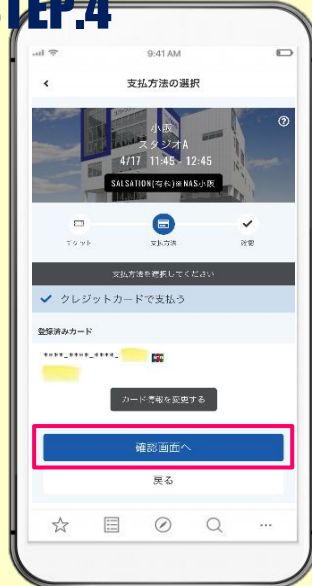 STEP.4
9:41 AM
支払方法の選択
小阪
スタジオA
4/17 11:45 - 12:45
SALSATION(有料)※NAS小阪
チケット
支払方法
確認
支払方法を選択してください
クレジットカードで支払う
登録済みカード
****-****-****-
JCB
カード情報を変更する
確認画面へ
戻る